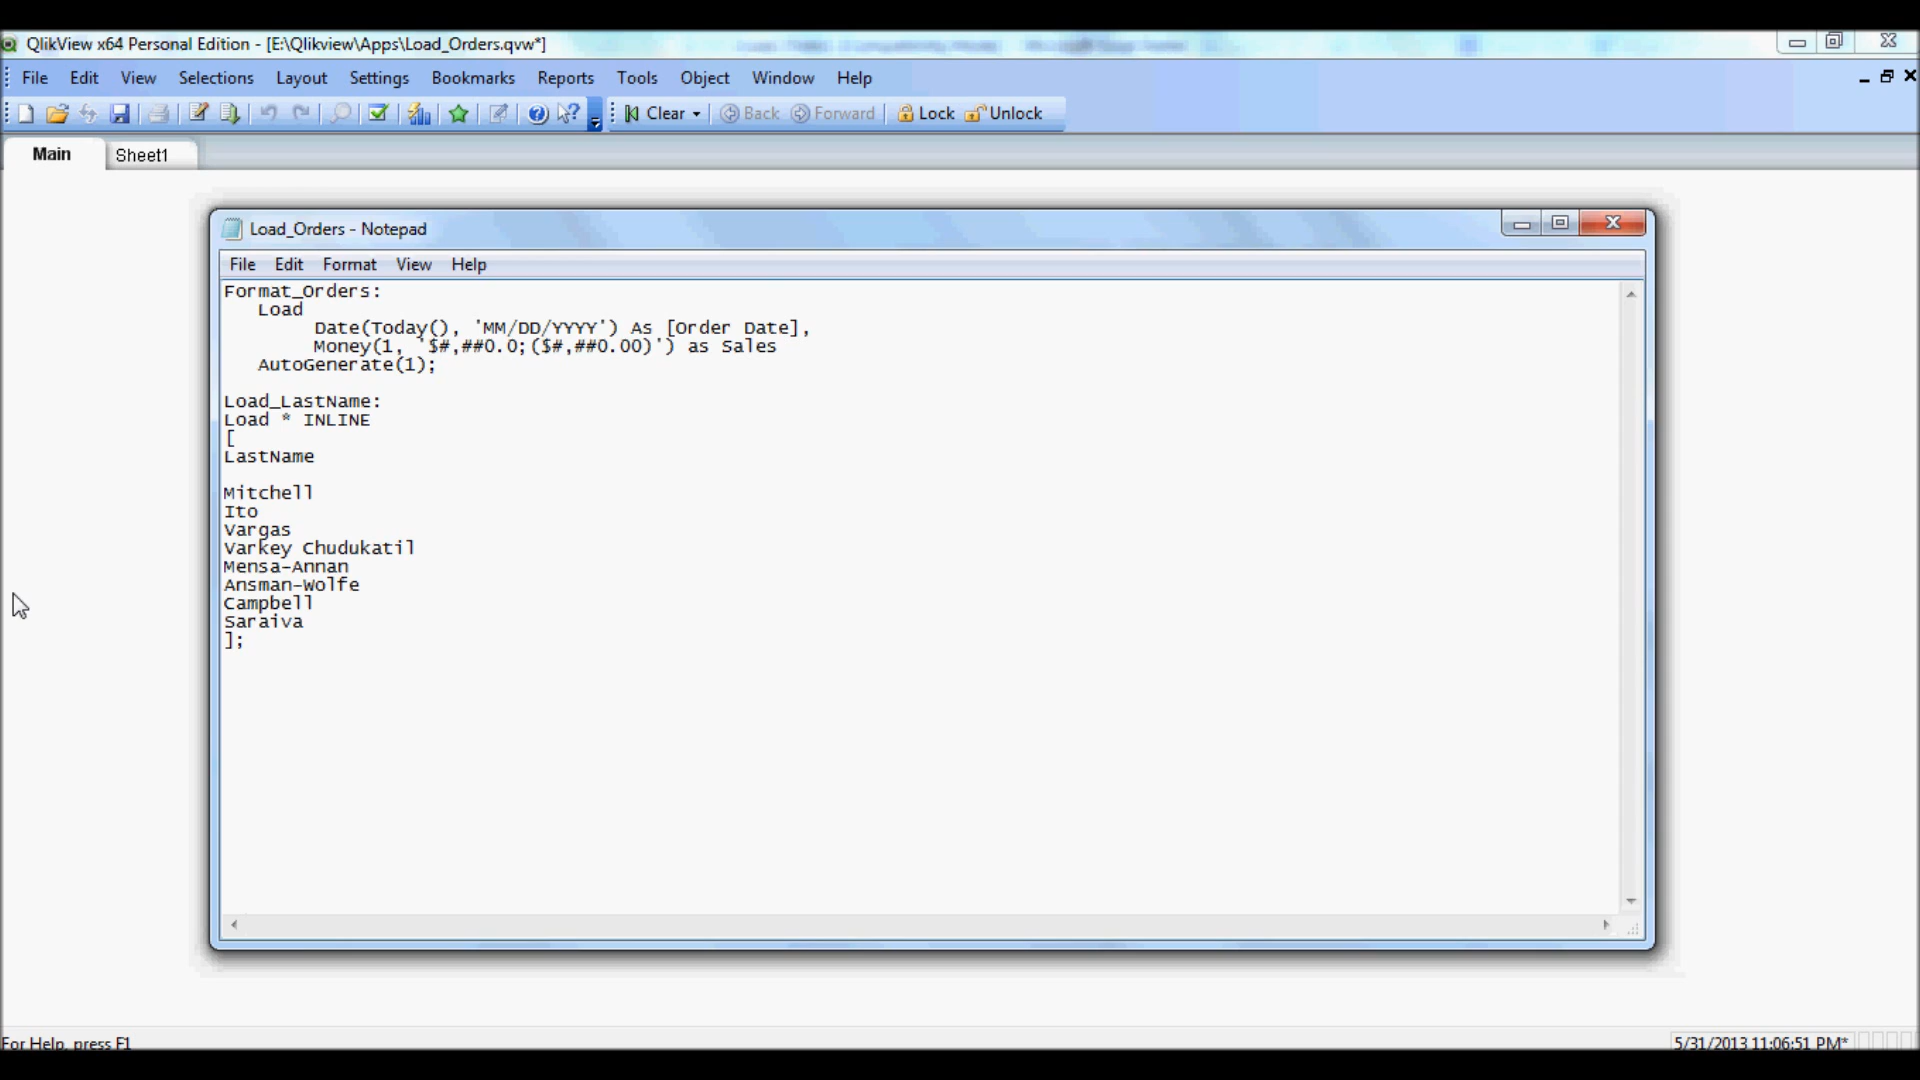 QlikView x64 Personal Edition - [E:\Qlikview\Apps\Load_Orders.qvw*]
File Edit View Selections Layout Settings Bookmarks Reports Tools Object Window Help
Clear Back Forward Lock Unlock
Main Sheet1
Load_Orders - Notepad
File Edit Format View Help
Format_Orders:
Load
Date(Today(), 'MM/DD/YYYY') As [Order Date],
Money(1, '$#,##0.0;($#,##0.00)') as Sales
AutoGenerate(1);
Load_LastName:
Load * INLINE
[
LastName
Mitchell
Ito
Vargas
Varkey Chudukatil
Mensa-Annan
Ansman-Wolfe
Campbell
Saraiva
];
For Help, press F1
5/31/2013 11:06:51 PM*